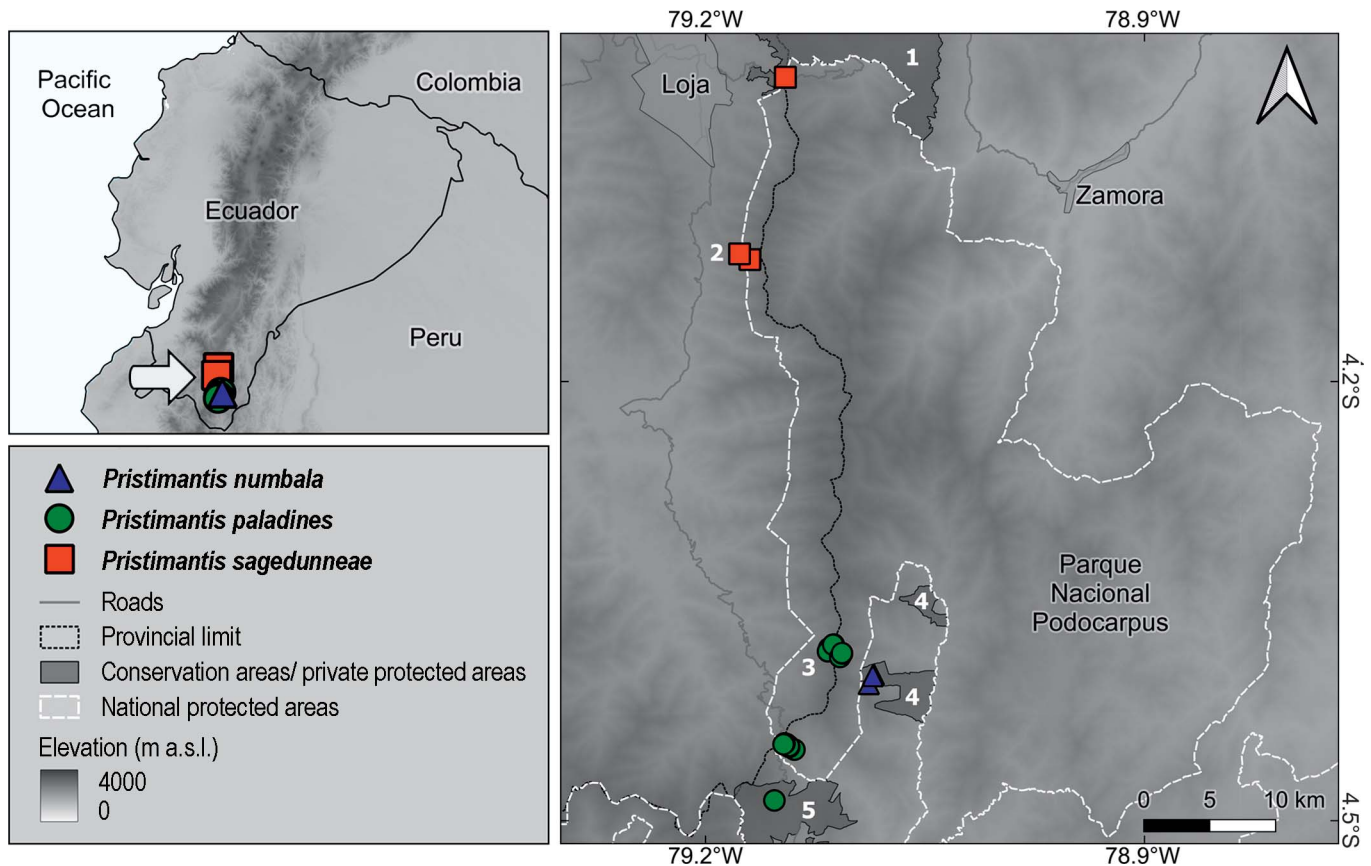 Pacific
Ocean
Colombia
Ecuador
Peru
Pristimantis numbala
Pristimantis paladines
Pristimantis sagedunneae
Roads
Provincial limit
Conservation areas/ private protected areas
National protected areas
Elevation (m a.s.l.)
4000
0
79.2°W
78.9°W
1
Loja
Zamora
2
4.2°S
Parque
Nacional
Podocarpus
4
3
4
5
0 5 10 km
4.5°S
79.2°W
78.9°W